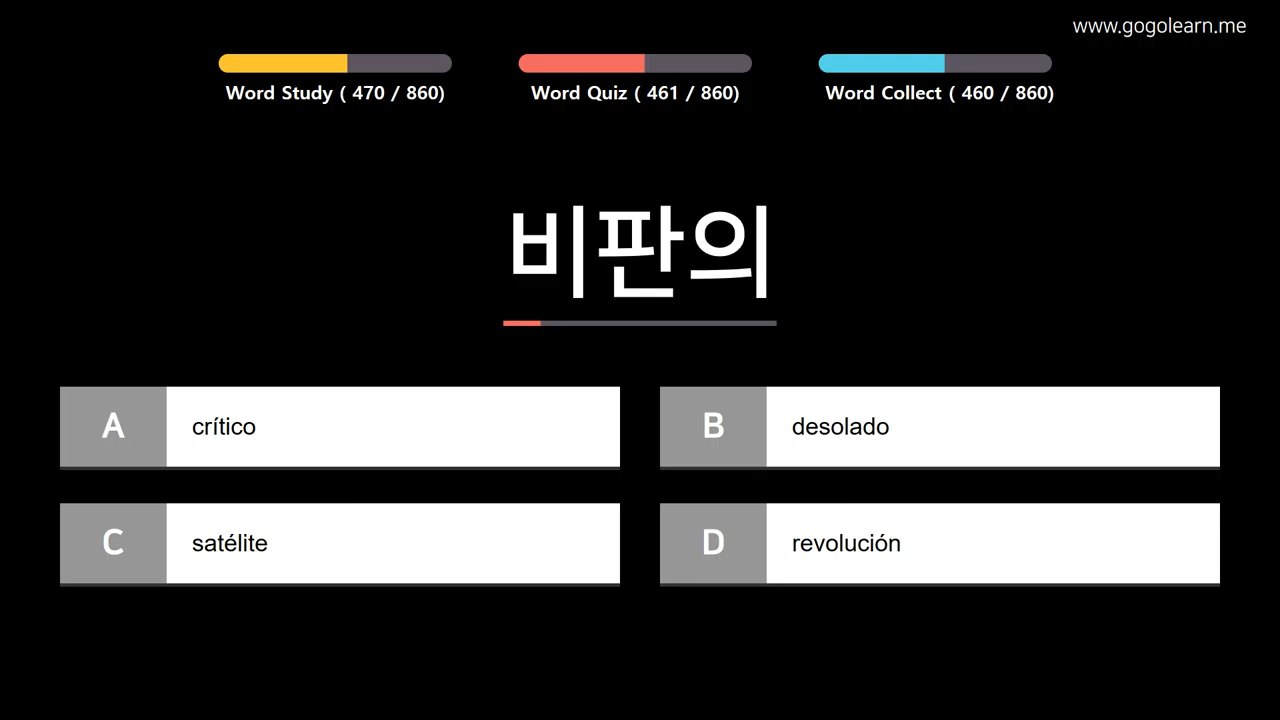 www.gogolearn.me
Word Study ( 470 / 860)
Word Quiz ( 461 / 860)
Word Collect ( 460 / 860)
비판의
A crítico
B desolado
C satélite
D revolución